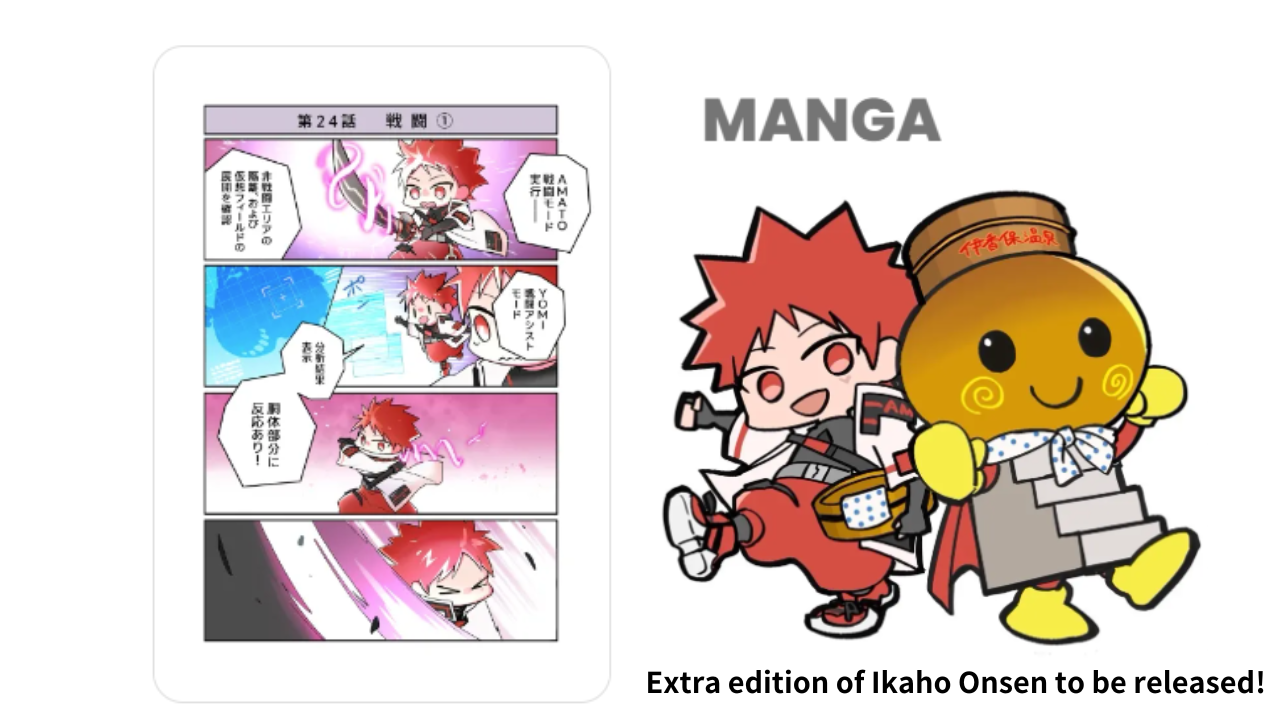 第24話 戦闘①
AMATO
戦闘モード
実行──
非戦闘エリアの
隔離、および
仮想フィールドの
展開を確認
YOMI
戦闘アシスト
モード
ポン
分析結果
表示
胴体部分に
反応あり!
MANGA
伊香保温泉
AM
Extra edition of Ikaho Onsen to be released!